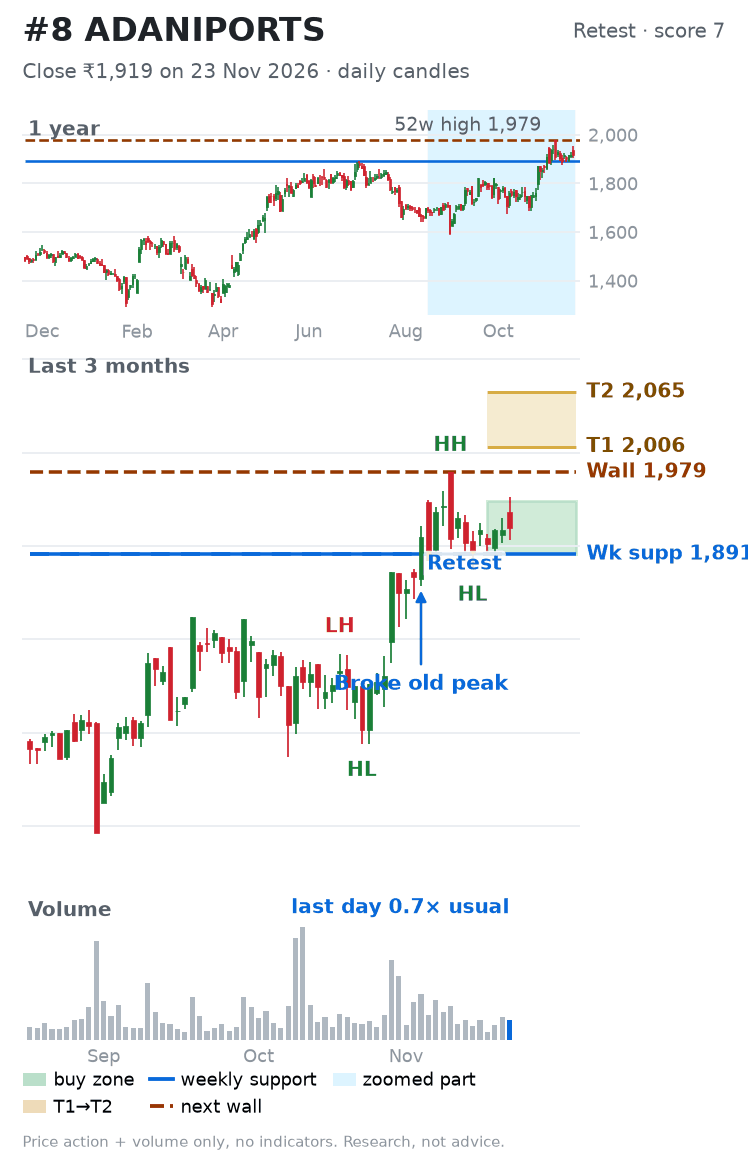 #8 ADANIPORTS
Retest · score 7
Close ₹1,919 on 23 Nov 2026 · daily candles
1 year
52w high 1,979
2,000
1,800
1,600
1,400
Dec Feb Apr Jun Aug Oct
Last 3 months
T2 2,065
HH
T1 2,006
Wall 1,979
Wk supp 1,891
Retest
HL
LH
Broke old peak
HL
Volume
last day 0.7× usual
Sep Oct Nov
buy zone weekly support zoomed part
T1→T2 next wall
Price action + volume only, no indicators. Research, not advice.